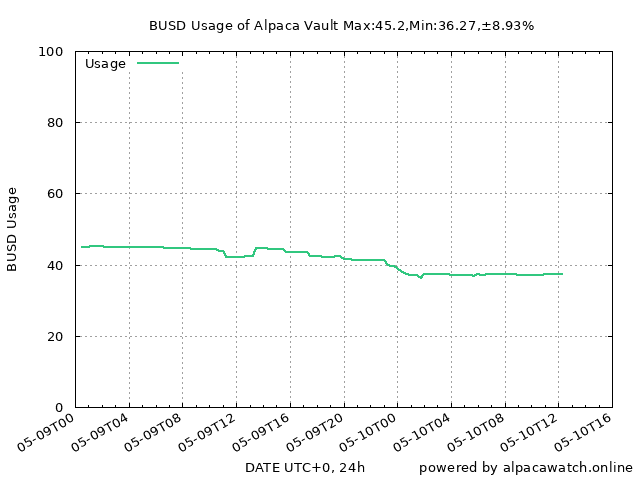 BUSD Usage of Alpaca Vault Max:45.2,Min:36.27,±8.93%
100
Usage
80
60
40
20
0
BUSD Usage
05-09T00
05-09T04
05-09T08
05-09T12
05-09T16
05-09T20
05-10T00
05-10T04
05-10T08
05-10T12
05-10T16
DATE UTC+0, 24h
powered by alpacawatch.online